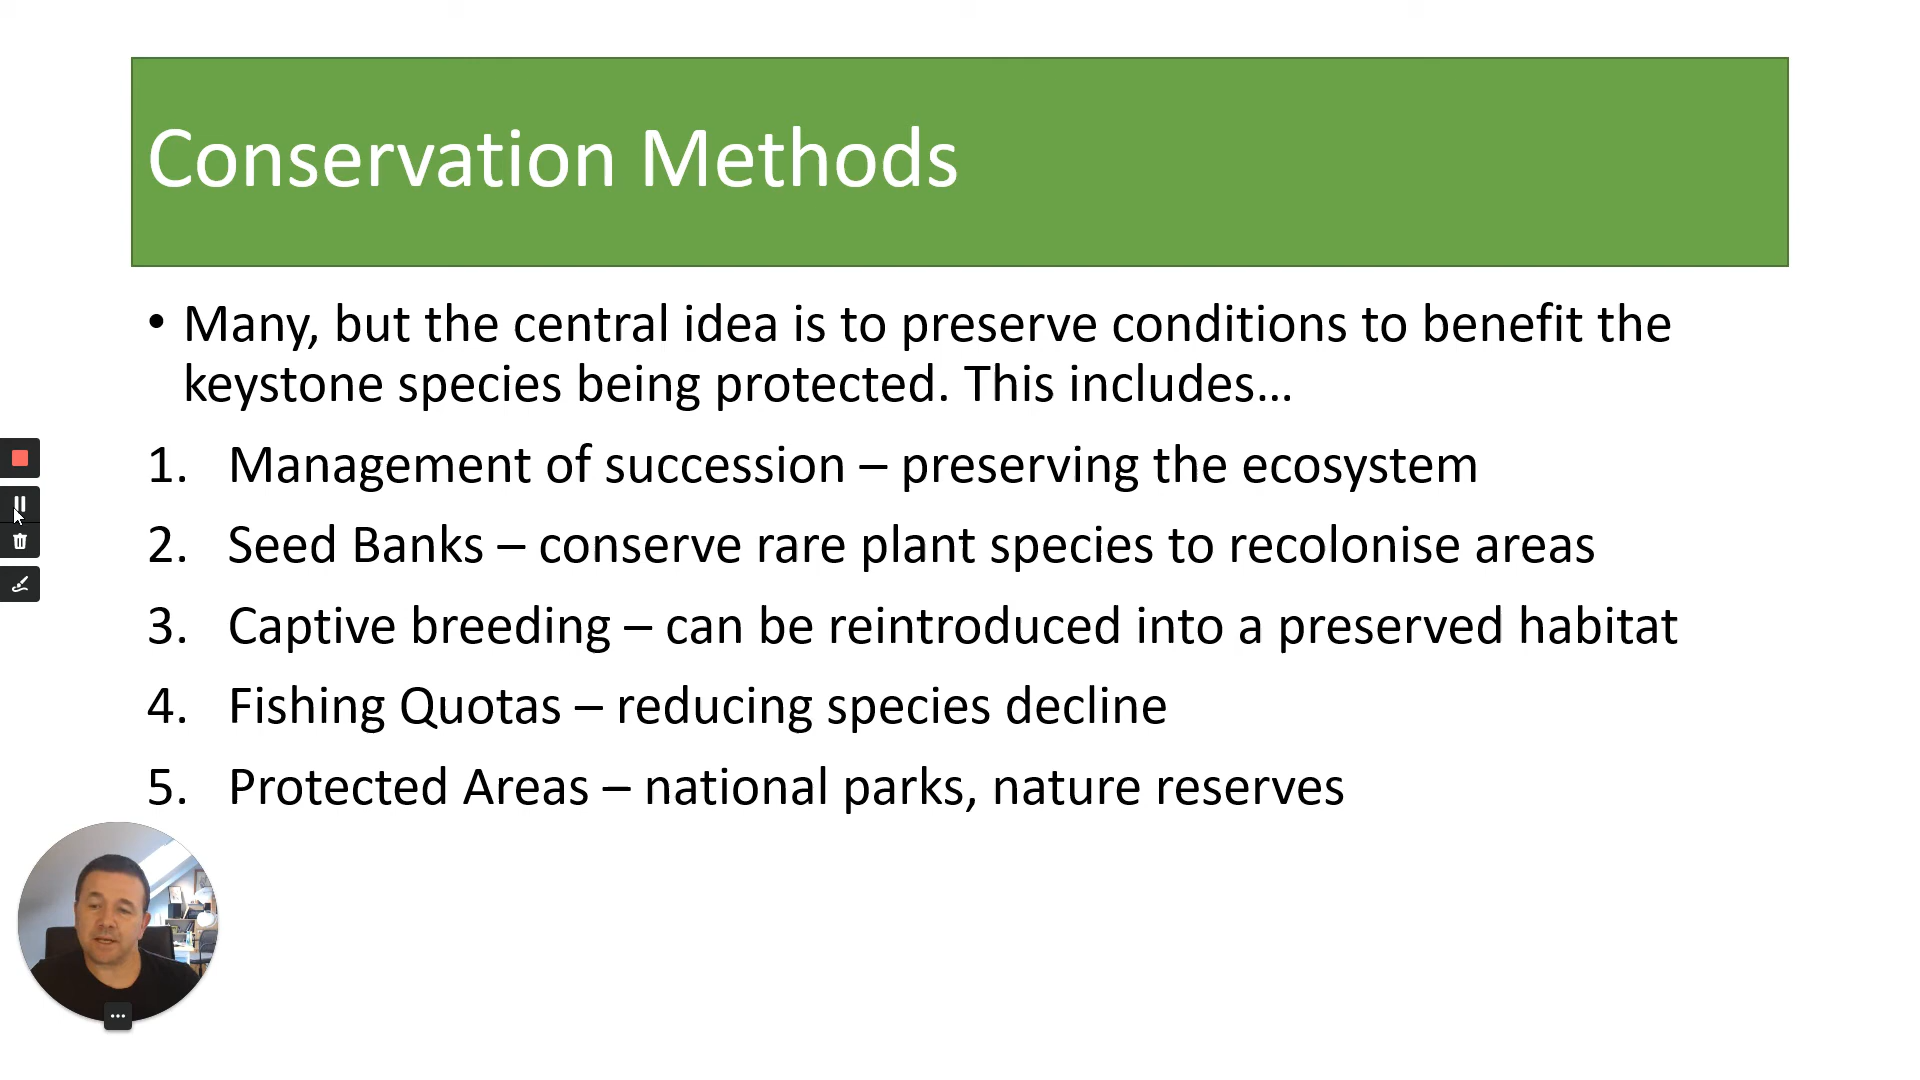 Conservation Methods
• Many, but the central idea is to preserve conditions to benefit the
keystone species being protected. This includes...
1. Management of succession – preserving the ecosystem
2. Seed Banks – conserve rare plant species to recolonise areas
3. Captive breeding – can be reintroduced into a preserved habitat
4. Fishing Quotas – reducing species decline
5. Protected Areas – national parks, nature reserves